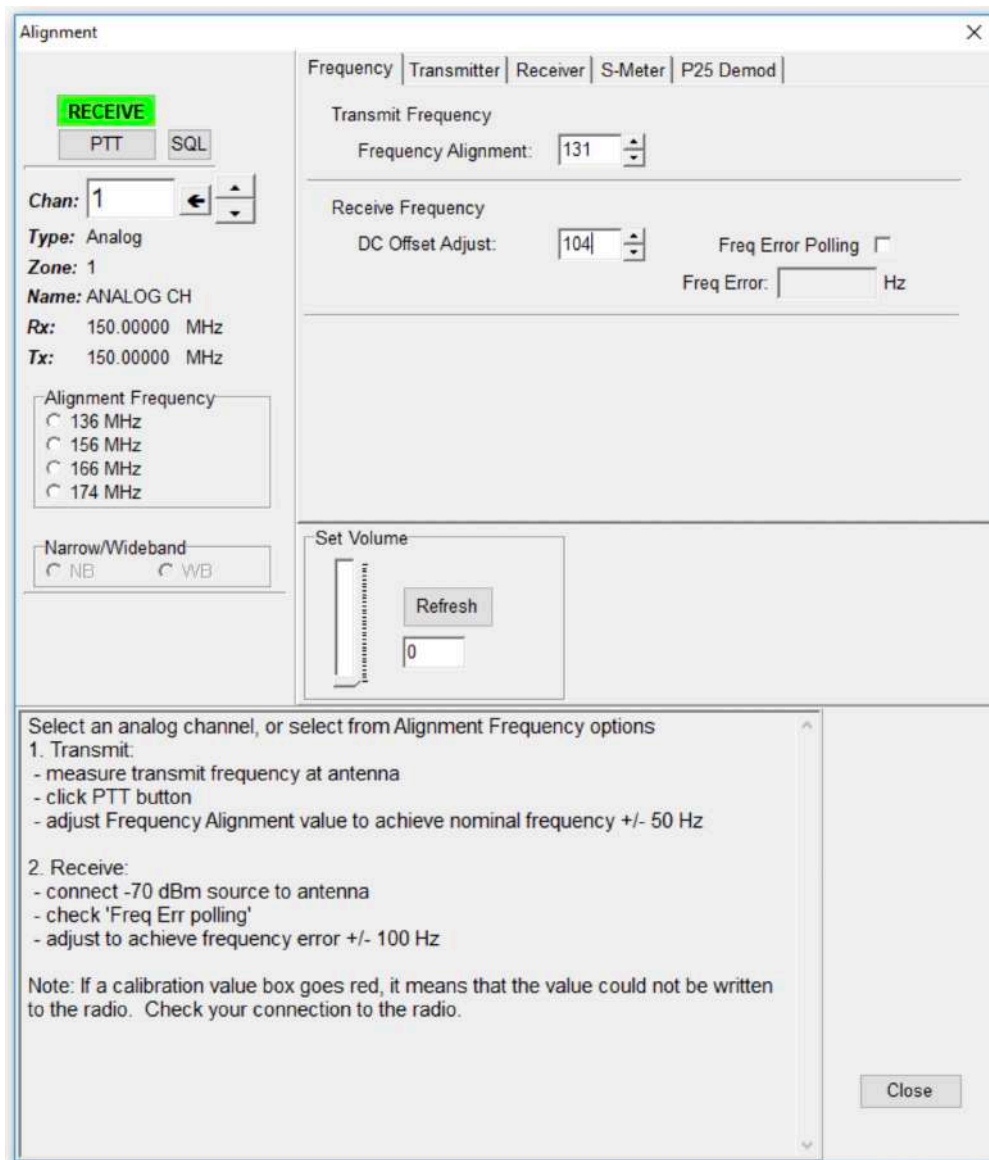 Alignment
Frequency Transmitter Receiver S-Meter P25 Demod
RECEIVE
PTT SQL
Chan: 1
Type: Analog
Zone: 1
Name: ANALOG CH
Rx: 150.00000 MHz
Tx: 150.00000 MHz
Alignment Frequency
136 MHz
156 MHz
166 MHz
174 MHz
Narrow/Wideband
NB WB
Transmit Frequency
Frequency Alignment: 131
Receive Frequency
DC Offset Adjust: 104 Freq Error Polling
Freq Error: Hz
Set Volume
Refresh
0
Select an analog channel, or select from Alignment Frequency options
1. Transmit:
- measure transmit frequency at antenna
- click PTT button
- adjust Frequency Alignment value to achieve nominal frequency +/- 50 Hz
2. Receive:
- connect -70 dBm source to antenna
- check 'Freq Err polling'
- adjust to achieve frequency error +/- 100 Hz
Note: If a calibration value box goes red, it means that the value could not be written
to the radio. Check your connection to the radio.
Close